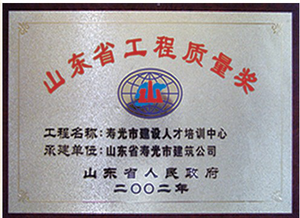 山东省工程质量奖
工程名称：寿光市建设人才培训中心
承建单位：山东省寿光市建筑公司
山东省人民政府
二〇〇二年